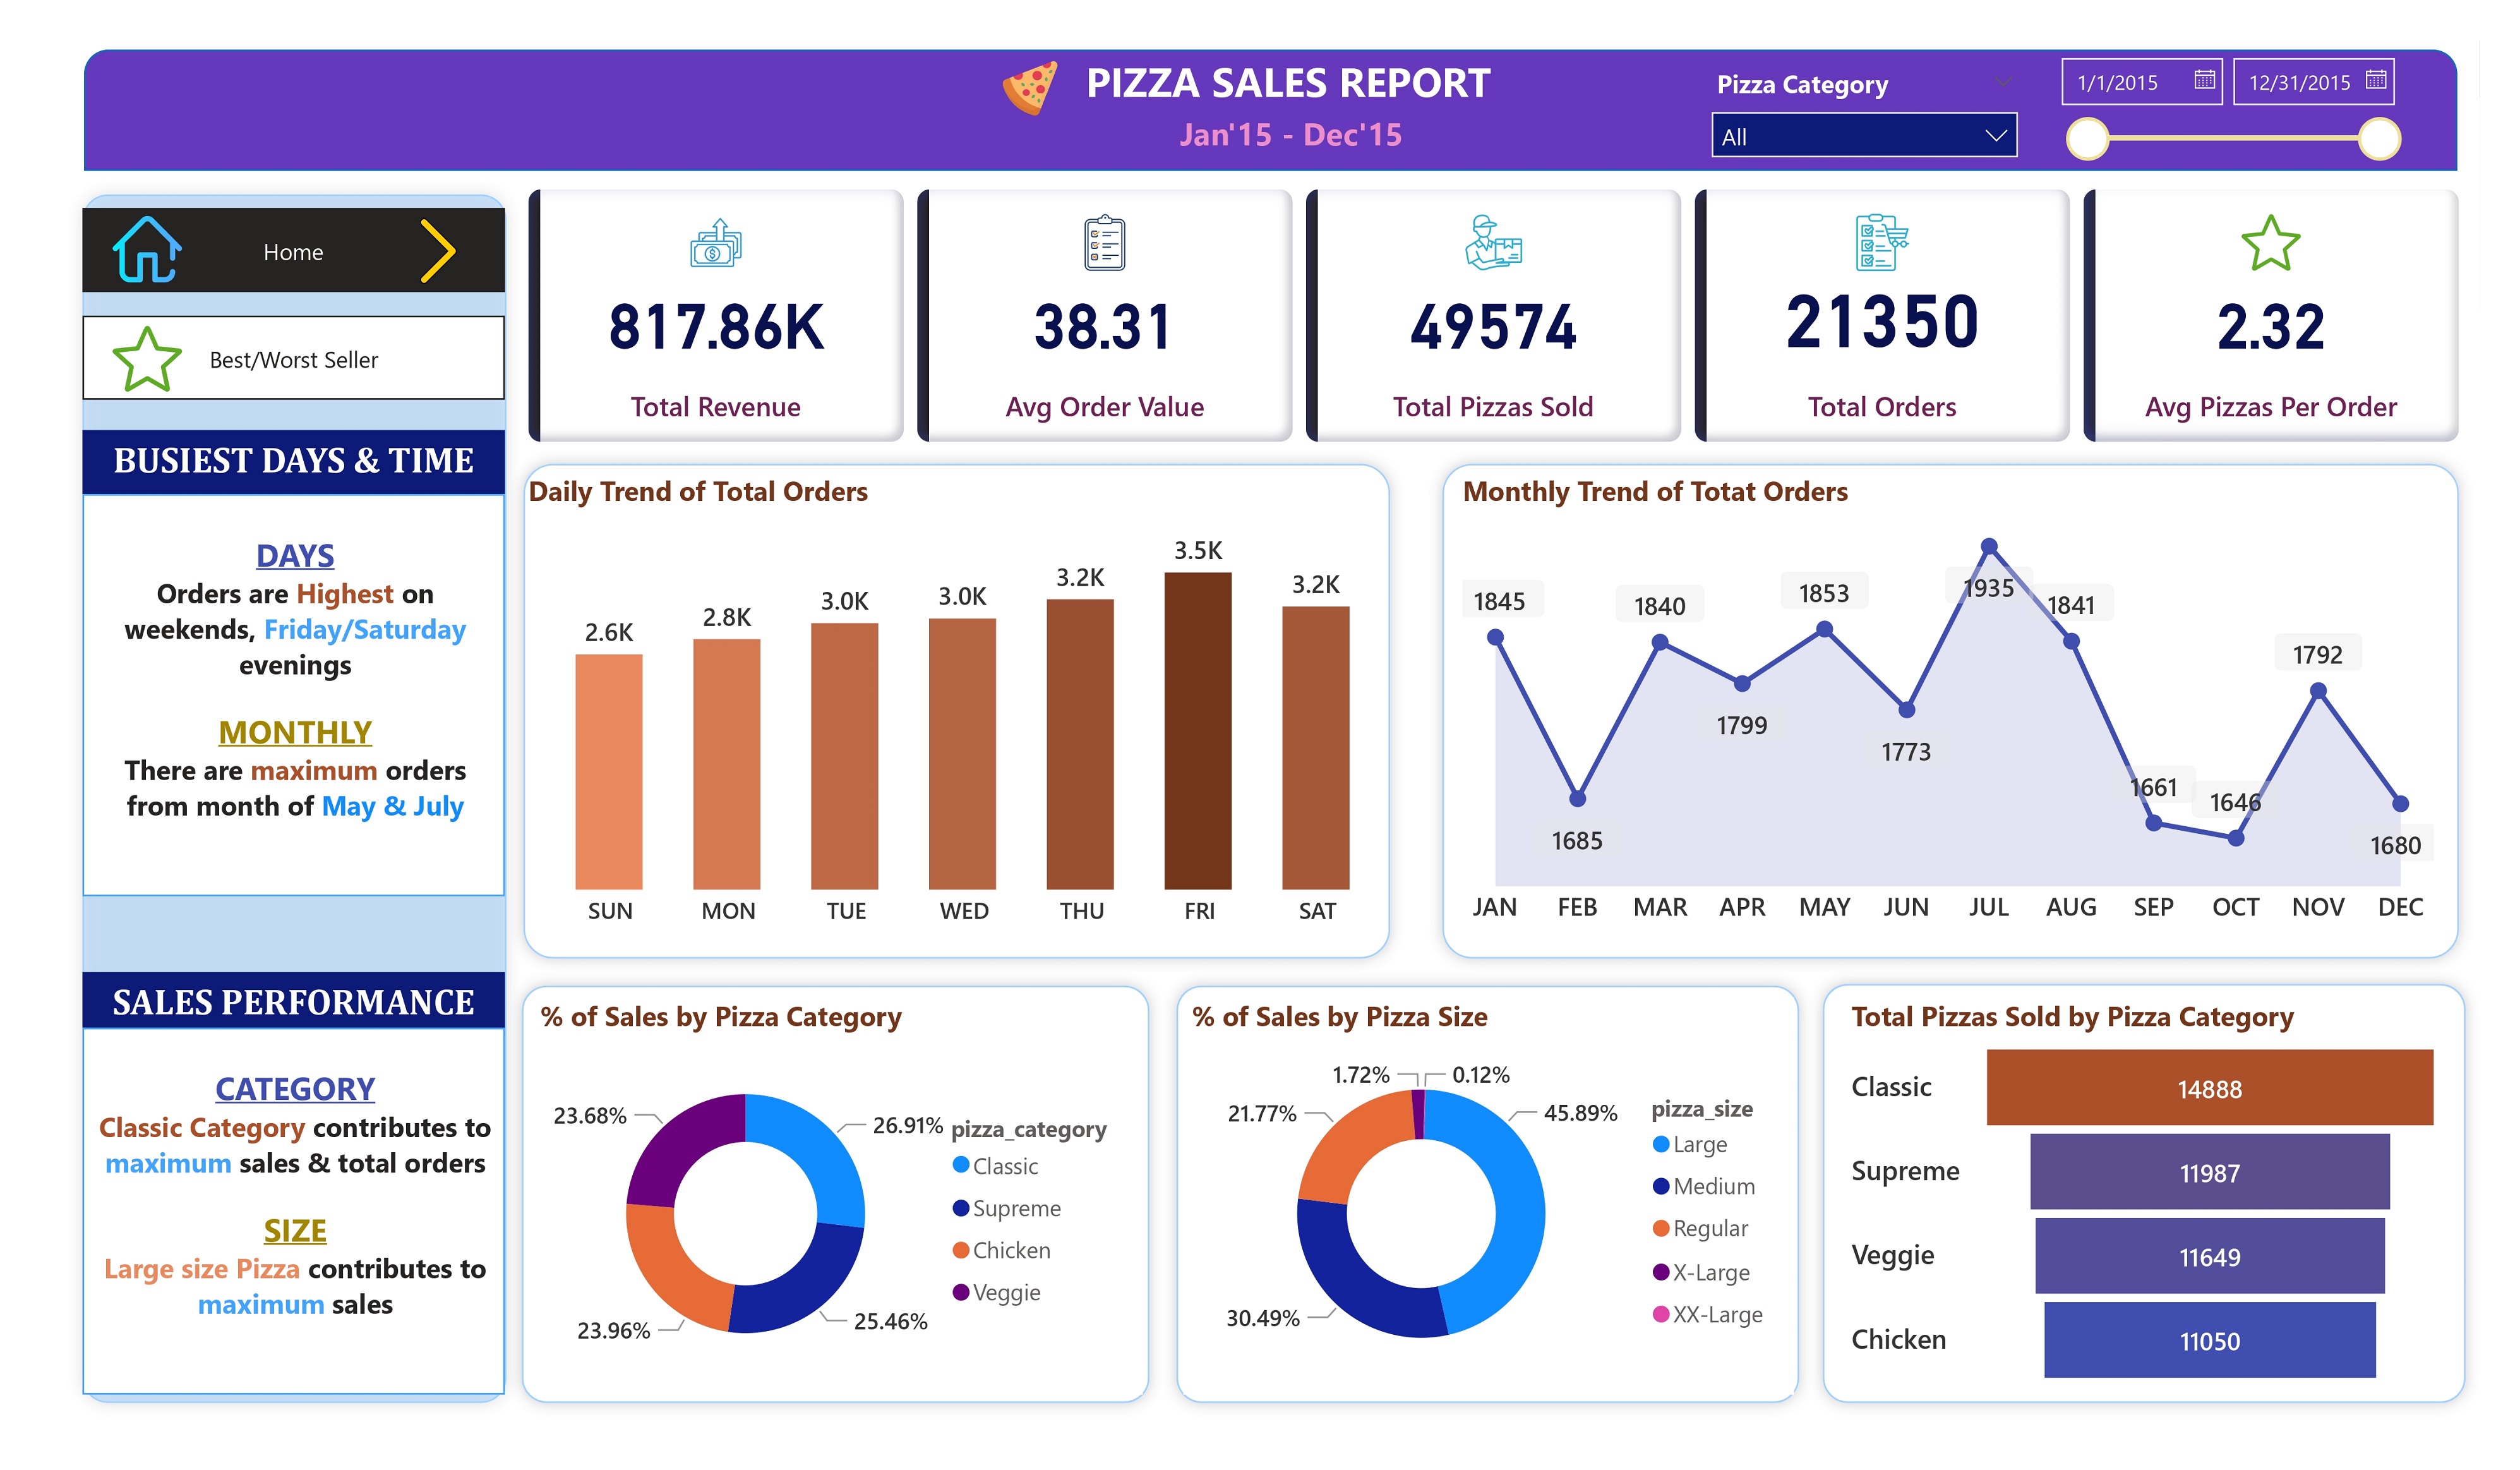 PIZZA SALES REPORT
Jan'15 - Dec'15
Pizza Category
All
1/1/2015
12/31/2015
Home
Best/Worst Seller
817.86K
Total Revenue
38.31
Avg Order Value
49574
Total Pizzas Sold
21350
Total Orders
2.32
Avg Pizzas Per Order
BUSIEST DAYS & TIME
DAYS
Orders are Highest on
weekends, Friday/Saturday
evenings
MONTHLY
There are maximum orders
from month of May & July
Daily Trend of Total Orders
2.6K
2.8K
3.0K
3.0K
3.2K
3.5K
3.2K
SUN
MON
TUE
WED
THU
FRI
SAT
Monthly Trend of Totat Orders
1845
1685
1840
1799
1853
1773
1935
1841
1661
1646
1792
1680
JAN
FEB
MAR
APR
MAY
JUN
JUL
AUG
SEP
OCT
NOV
DEC
SALES PERFORMANCE
CATEGORY
Classic Category contributes to
maximum sales & total orders
SIZE
Large size Pizza contributes to
maximum sales
% of Sales by Pizza Category
23.68%
26.91%
23.96%
25.46%
pizza_category
Classic
Supreme
Chicken
Veggie
% of Sales by Pizza Size
1.72%
0.12%
21.77%
45.89%
30.49%
pizza_size
Large
Medium
Regular
X-Large
XX-Large
Total Pizzas Sold by Pizza Category
Classic
14888
Supreme
11987
Veggie
11649
Chicken
11050